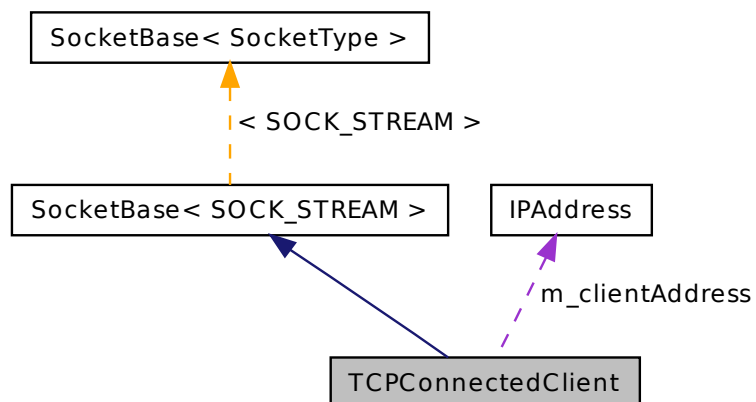 SocketBase< SocketType >
< SOCK_STREAM >
SocketBase< SOCK_STREAM >
IPAddress
m_clientAddress
TCPConnectedClient